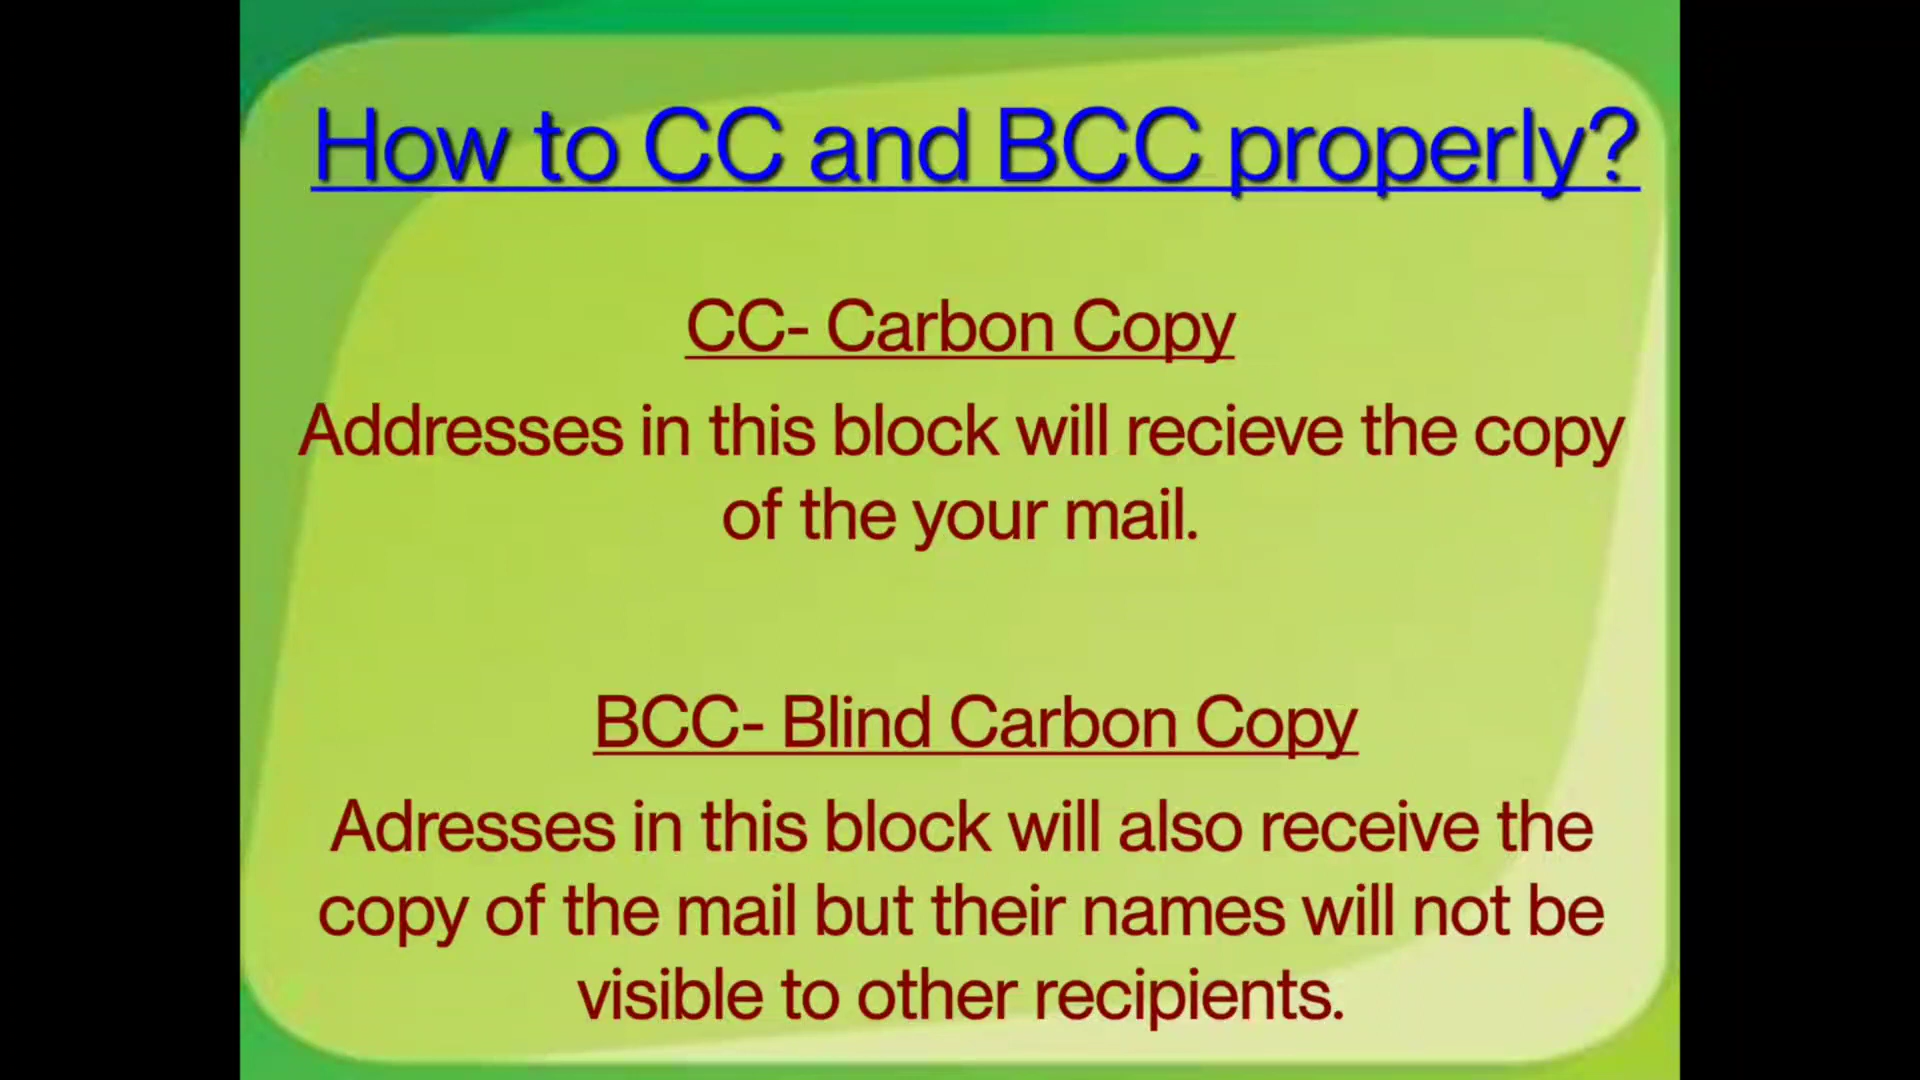 How to CC and BCC properly?
CC- Carbon Copy
Addresses in this block will recieve the copy
of the your mail.
BCC- Blind Carbon Copy
Adresses in this block will also receive the
copy of the mail but their names will not be
visible to other recipients.